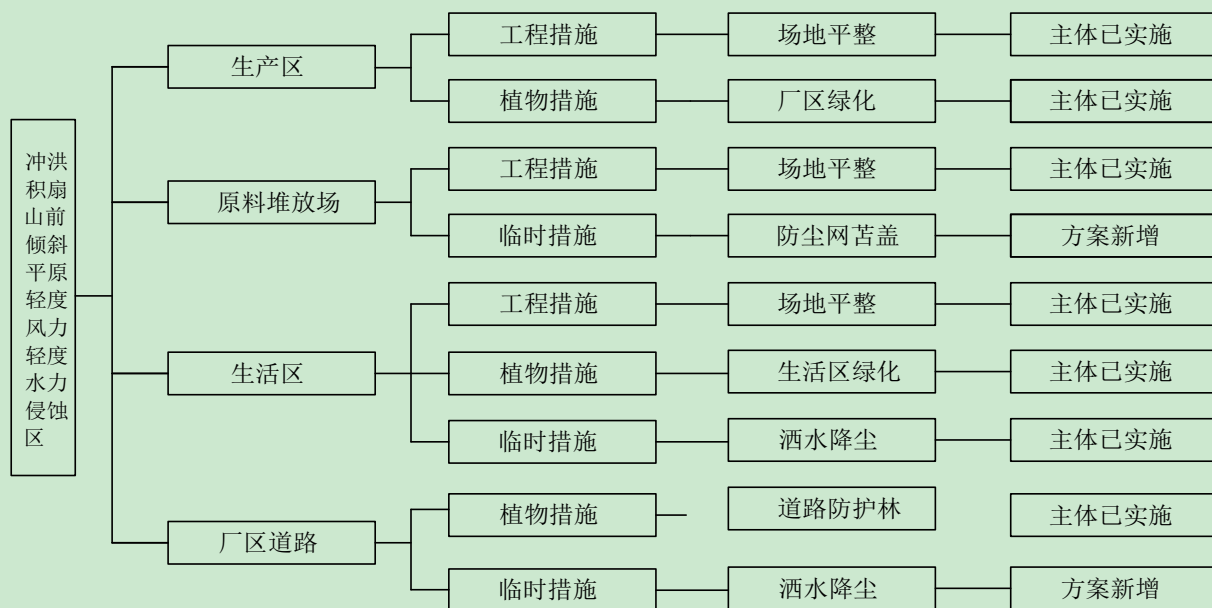 冲洪
积扇
山前
倾斜
平原
轻度
风力
轻度
水力
侵蚀
区
生产区
工程措施
场地平整
主体已实施
植物措施
厂区绿化
主体已实施
原料堆放场
工程措施
场地平整
主体已实施
临时措施
防尘网苫盖
方案新增
生活区
工程措施
场地平整
主体已实施
植物措施
生活区绿化
主体已实施
临时措施
洒水降尘
主体已实施
厂区道路
植物措施
道路防护林
主体已实施
临时措施
洒水降尘
方案新增